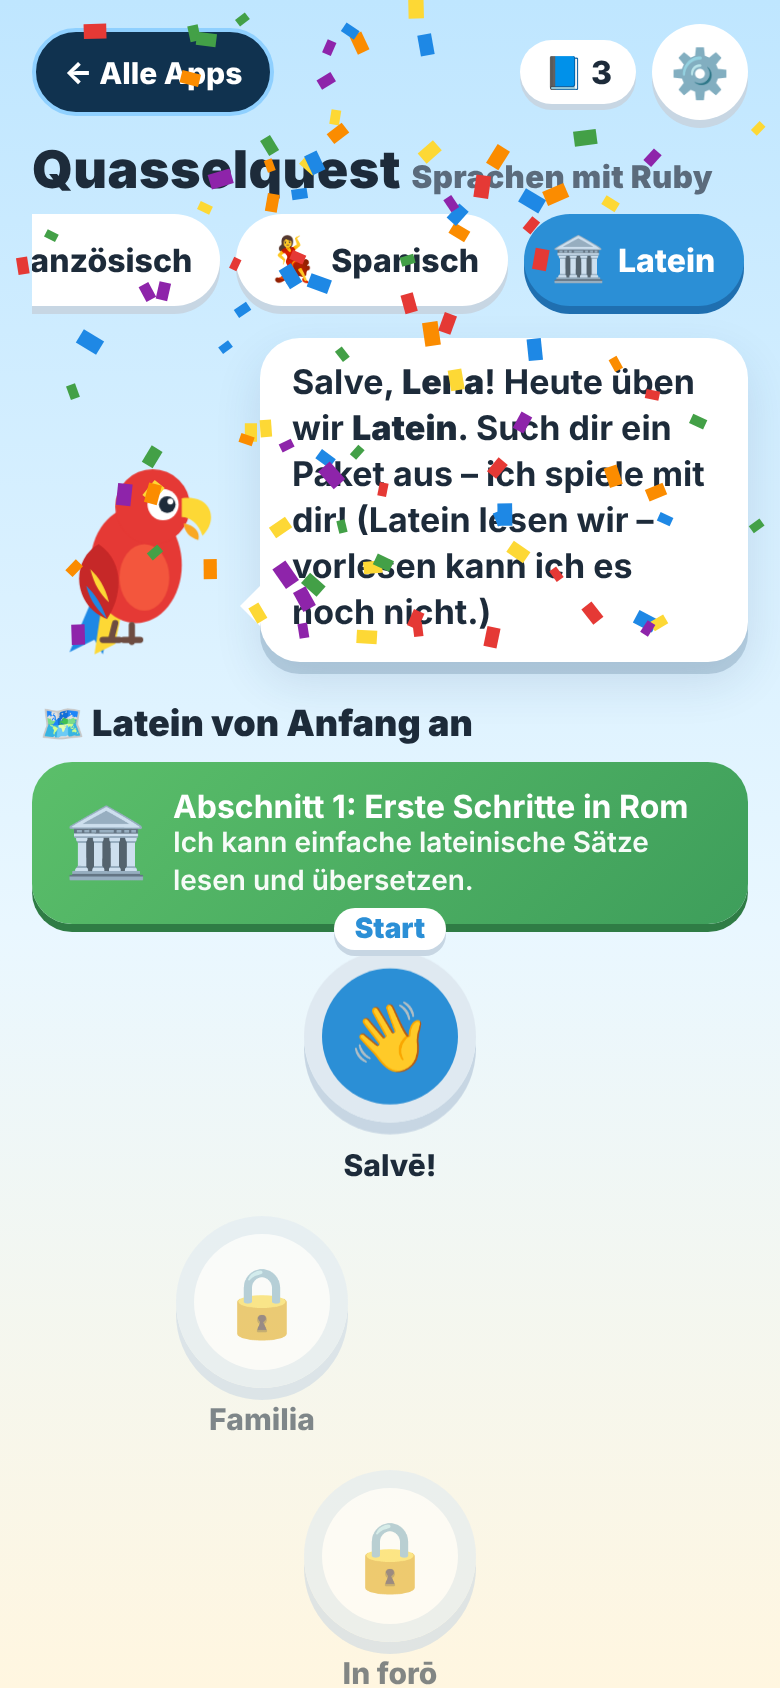 ← Alle Apps
3
Quasselquest Sprachen mit Ruby
anzösisch
Spanisch
Latein
Salve, Lena! Heute üben
wir Latein. Such dir ein
Paket aus – ich spiele mit
dir! (Latein lesen wir –
vorlesen kann ich es
noch nicht.)
Latein von Anfang an
Abschnitt 1: Erste Schritte in Rom
Ich kann einfache lateinische Sätze
lesen und übersetzen.
Start
Salvē!
Familia
In forō